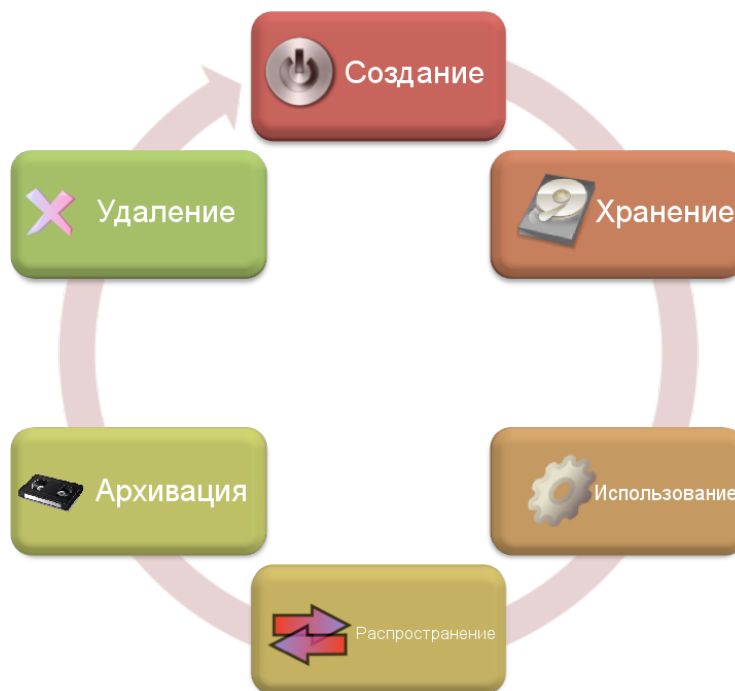 Создание
Хранение
Использование
Распространение
Архивация
Удаление